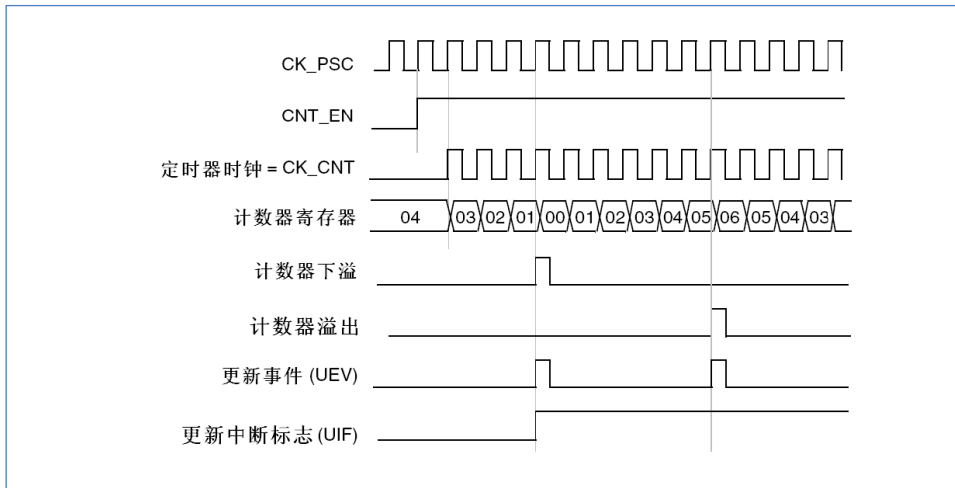 CK_PSC
CNT_EN
定时器时钟 = CK_CNT
计数器寄存器 04 03 02 01 00 01 02 03 04 05 06 05 04 03
计数器下溢
计数器溢出
更新事件 (UEV)
更新中断标志 (UIF)